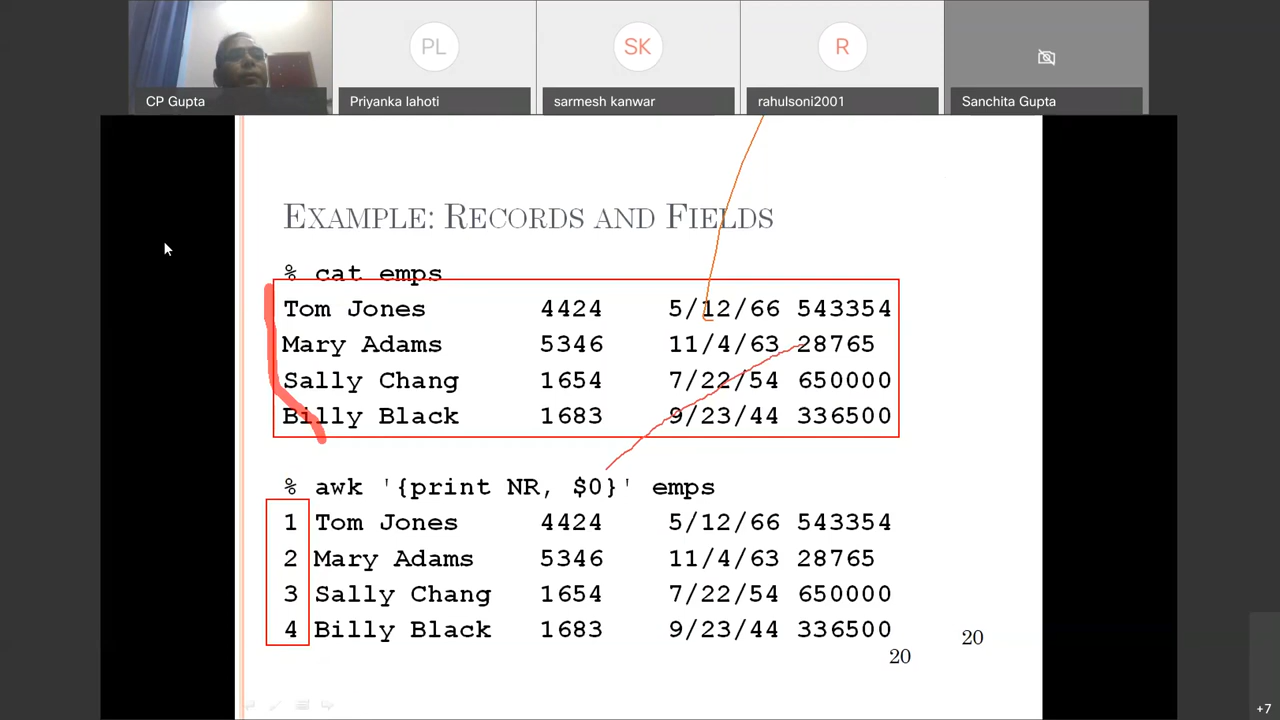 PL
SK
R
CP Gupta
Priyanka lahoti
sarmesh kanwar
rahulsoni2001
Sanchita Gupta
EXAMPLE: RECORDS AND FIELDS
% cat emps
Tom Jones 4424 5/12/66 543354
Mary Adams 5346 11/4/63 28765
Sally Chang 1654 7/22/54 650000
Billy Black 1683 9/23/44 336500
% awk '{print NR, $0}' emps
1 Tom Jones 4424 5/12/66 543354
2 Mary Adams 5346 11/4/63 28765
3 Sally Chang 1654 7/22/54 650000
4 Billy Black 1683 9/23/44 336500
20
20
+7